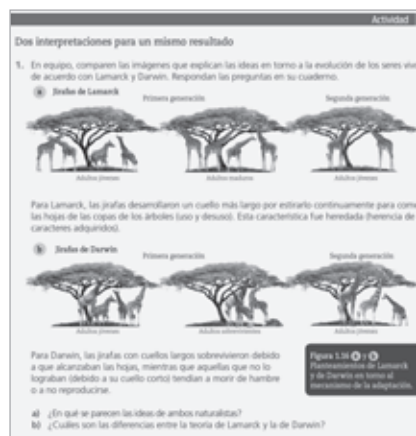 Actividad
Dos interpretaciones para un mismo resultado
1. En equipo, comparen las imágenes que explican las ideas en torno a la evolución de los seres vive
de acuerdo con Lamarck y Darwin. Respondan las preguntas en su cuaderno.
a Jirafas de Lamarck
Primera generación Segunda generación
Adultos jóvenes Adultos maduros Adultos jóvenes
Para Lamarck, las jirafas desarrollaron un cuello más largo por estirarlo continuamente para come
las hojas de las copas de los árboles (uso y desuso). Esta característica fue heredada (herencia de
caracteres adquiridos).
b Jirafas de Darwin
Primera generación Segunda generación
Adultos jóvenes Adultos sobrevivientes Adultos jóvenes
Para Darwin, las jirafas con cuellos largos sobrevivieron debido
a que alcanzaban las hojas, mientras que aquellas que no lo
lograban (debido a su cuello corto) tendían a morir de hambre
o a no reproducirse.
Figura 1.16 a y b
Planteamientos de Lamarck
y de Darwin en torno al
mecanismo de la adaptación.
a) ¿En qué se parecen las ideas de ambos naturalistas?
b) ¿Cuáles son las diferencias entre la teoría de Lamarck y la de Darwin?